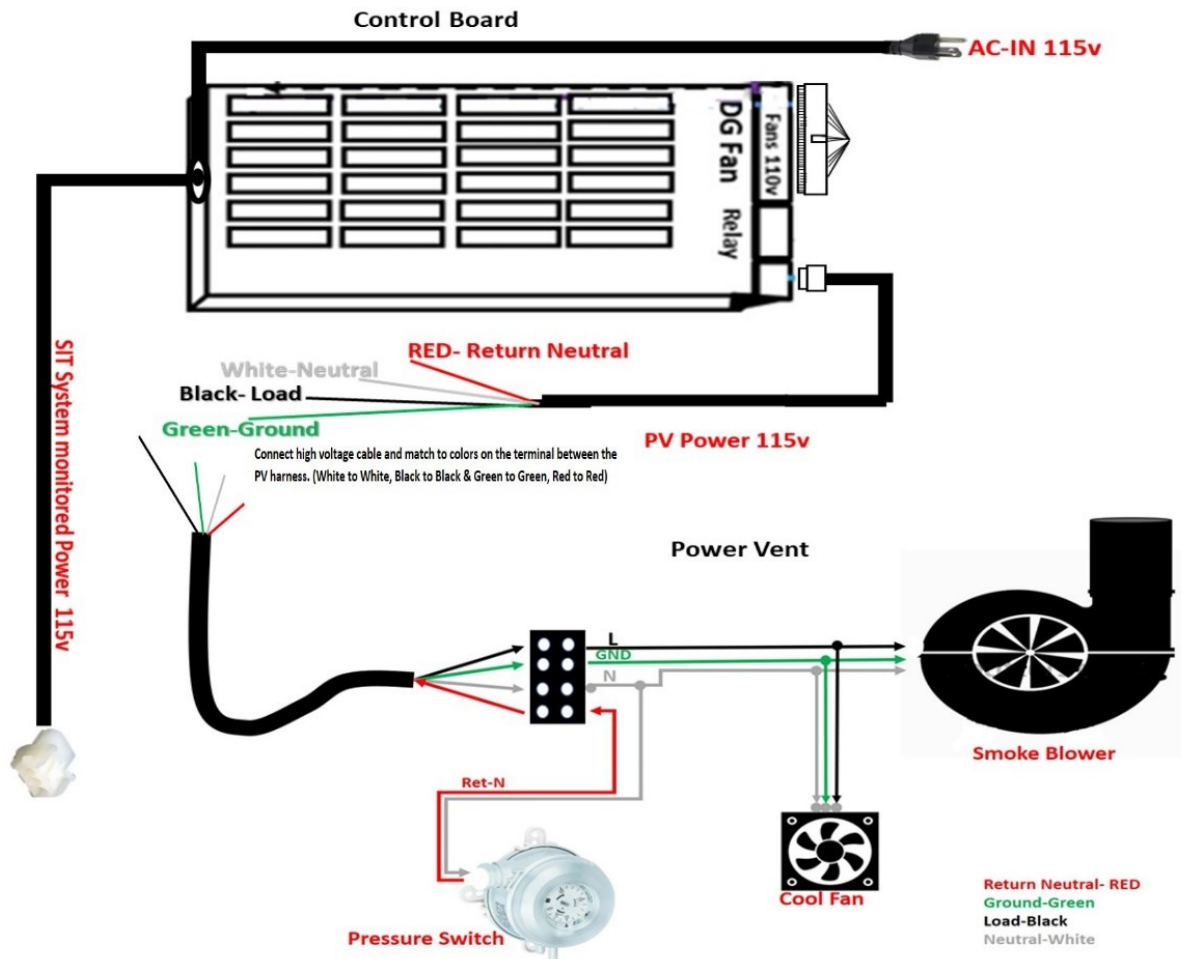 Control Board
AC-IN 115v
DG Fan
Fans 110v
Relay
SIT System monitored Power 115v
RED- Return Neutral
White-Neutral
Black- Load
Green-Ground
PV Power 115v
Connect high voltage cable and match to colors on the terminal between the
PV harness. (White to White, Black to Black & Green to Green, Red to Red)
Power Vent
L
GND
N
Smoke Blower
Ret-N
Cool Fan
Pressure Switch
Return Neutral- RED
Ground-Green
Load-Black
Neutral-White